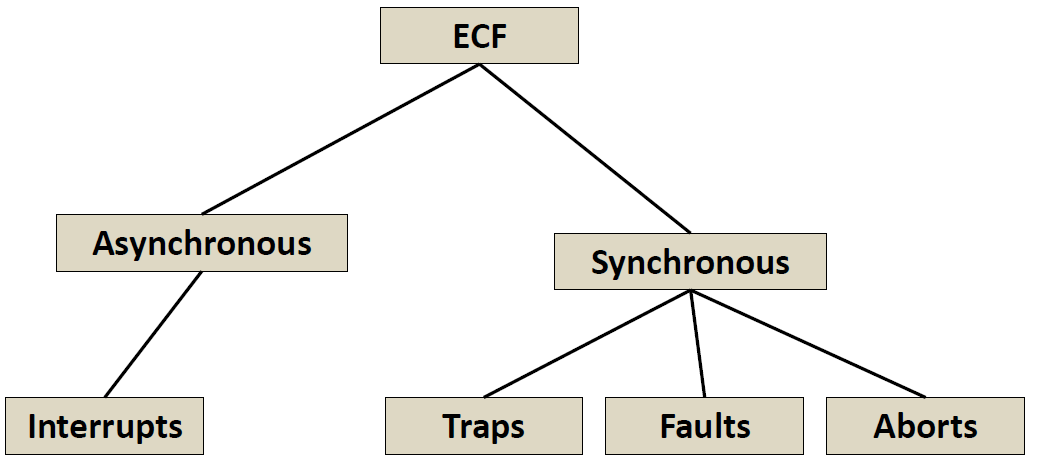 ECF
Asynchronous
Synchronous
Interrupts
Traps
Faults
Aborts